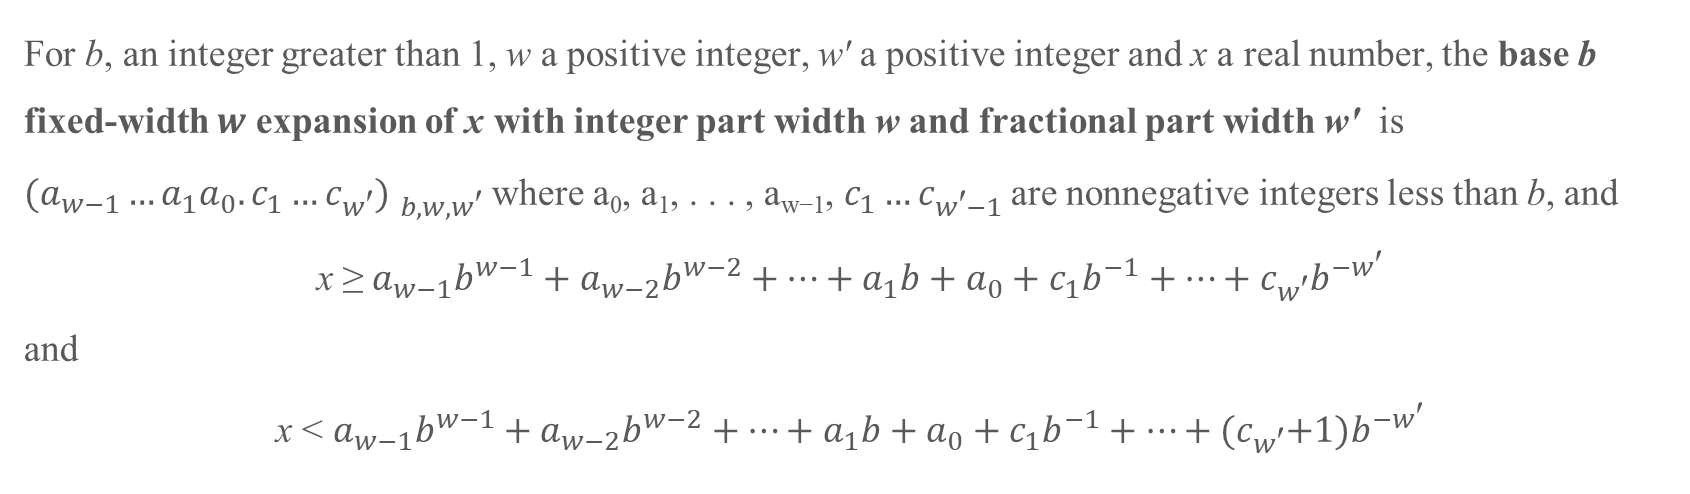 For b, an integer greater than 1, w a positive integer, w′ a positive integer and x a real number, the base b
fixed-width w expansion of x with integer part width w and fractional part width w′ is
(a_{w−1} ... a_1a_0.c_1 ... c_{w′})_{b,w,w′} where a_0, a_1, . . . , a_{w−1}, c_1 ... c_{w′−1} are nonnegative integers less than b, and
x ≥ a_{w−1}b^{w−1} + a_{w−2}b^{w−2} + ⋯ + a_1b + a_0 + c_1b^{−1} + ⋯ + c_{w′}b^{−w′}
and
x < a_{w−1}b^{w−1} + a_{w−2}b^{w−2} + ⋯ + a_1b + a_0 + c_1b^{−1} + ⋯ + (c_{w′}+1)b^{−w′}